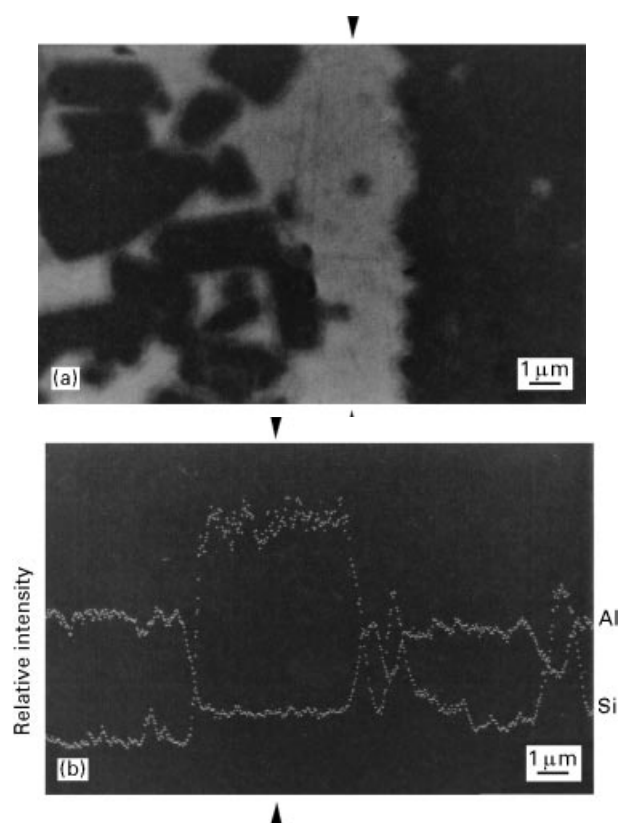 (a)
1 μm
Relative intensity
Al
Si
(b)
1 μm